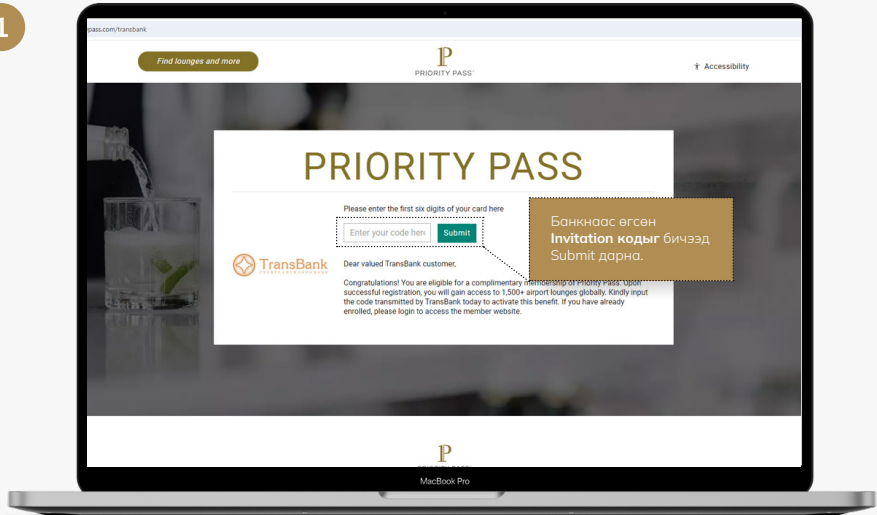 1
pass.com/transbank
Find lounges and more
PRIORITY PASS
Accessibility
PRIORITY PASS
Please enter the first six digits of your card here
Enter your code here
Submit
Банкнаас өгсөн
Invitation кодыг бичээд
Submit дарна.
TransBank
Dear valued TransBank customer,
Congratulations! You are eligible for a complimentary membership of Priority Pass. Upon
successful registration, you will gain access to 1,500+ airport lounges globally. Kindly input
the code transmitted by TransBank today to activate this benefit. If you have already
enrolled, please login to access the member website.
MacBook Pro